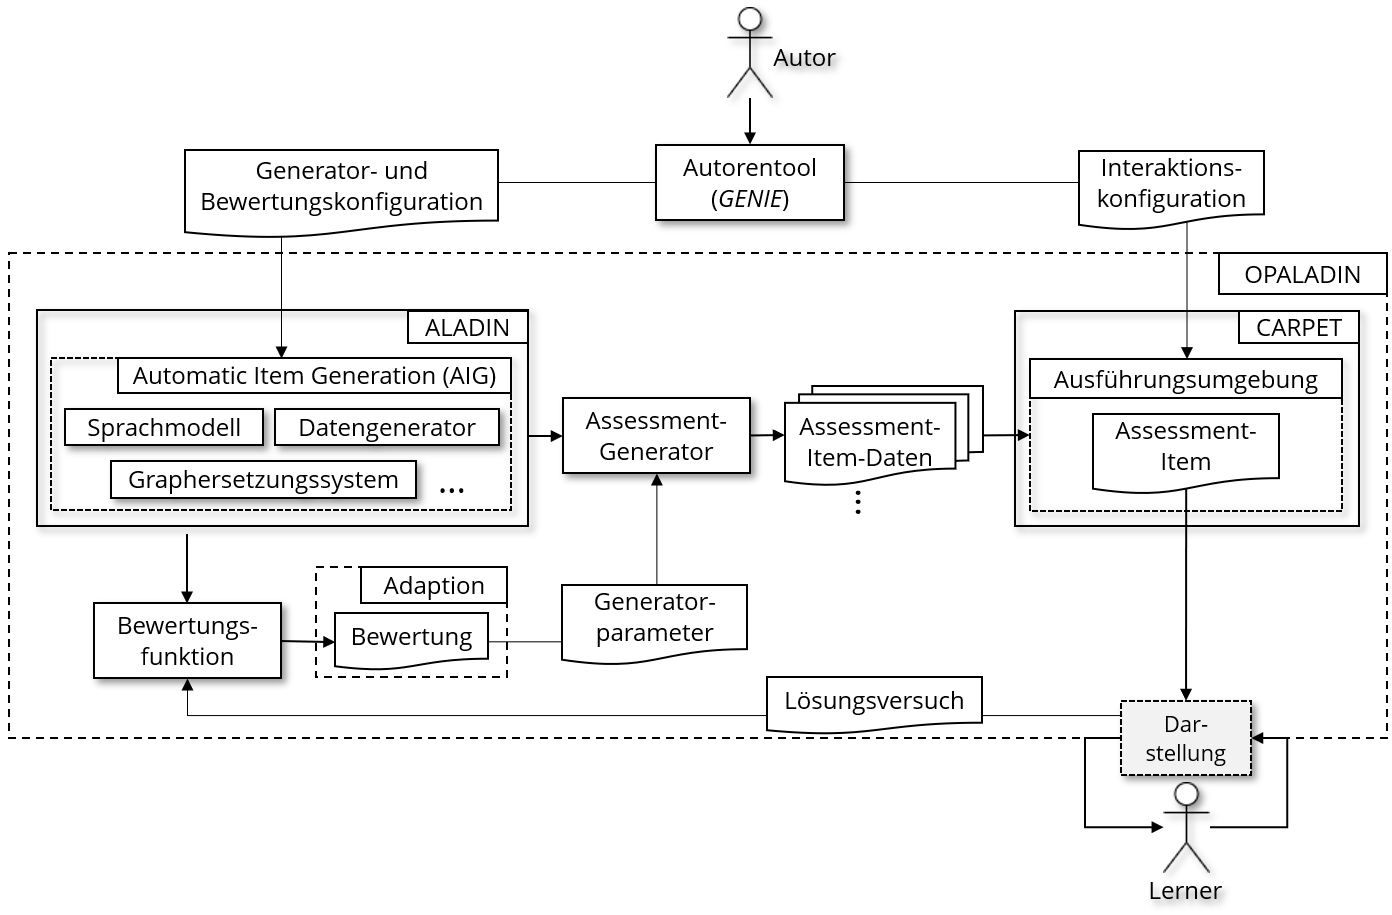 Autor
Generator- und
Bewertungskonfiguration
Autorentool
(GENIE)
Interaktions-
konfiguration
OPALADIN
ALADIN
CARPET
Automatic Item Generation (AIG)
Sprachmodell
Datengenerator
Graphersetzungssystem
...
Assessment-
Generator
Assessment-
Item-Daten
Ausführungsumgebung
Assessment-
Item
Bewertungs-
funktion
Adaption
Bewertung
Generator-
parameter
Lösungsversuch
Dar-
stellung
Lerner